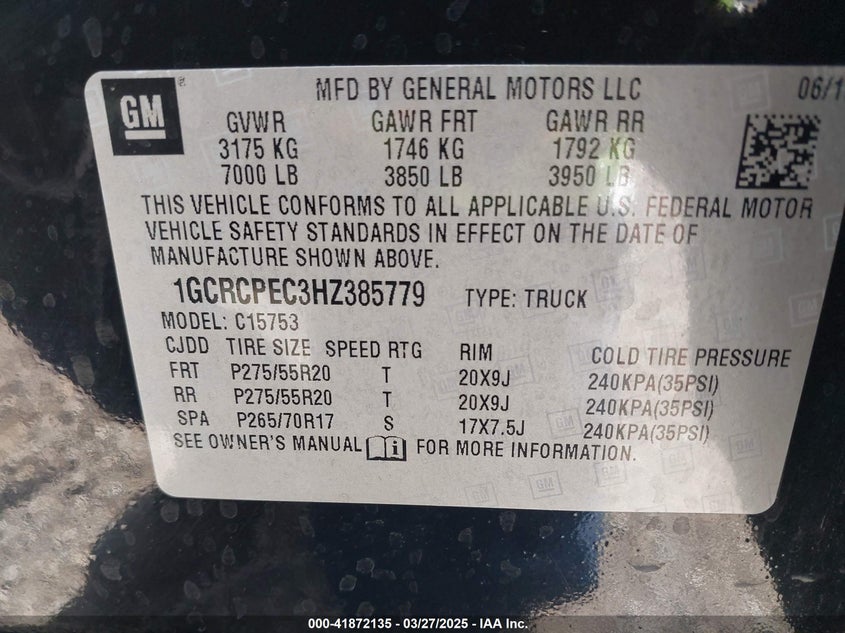 GM
®
MFD BY GENERAL MOTORS LLC 06/1
GVWR GAWR FRT GAWR RR
3175 KG 1746 KG 1792 KG
7000 LB 3850 LB 3950 LB
THIS VEHICLE CONFORMS TO ALL APPLICABLE U.S. FEDERAL MOTOR
VEHICLE SAFETY STANDARDS IN EFFECT ON THE DATE OF
MANUFACTURE SHOWN ABOVE.
1GCRCPEC3HZ385779 TYPE: TRUCK
MODEL: C15753
CJDD TIRE SIZE SPEED RTG RIM COLD TIRE PRESSURE
FRT P275/55R20 T 20X9J 240KPA(35PSI)
RR P275/55R20 T 20X9J 240KPA(35PSI)
SPA P265/70R17 S 17X7.5J 240KPA(35PSI)
SEE OWNER'S MANUAL i FOR MORE INFORMATION.
000-41872135 - 03/27/2025 - IAA Inc.